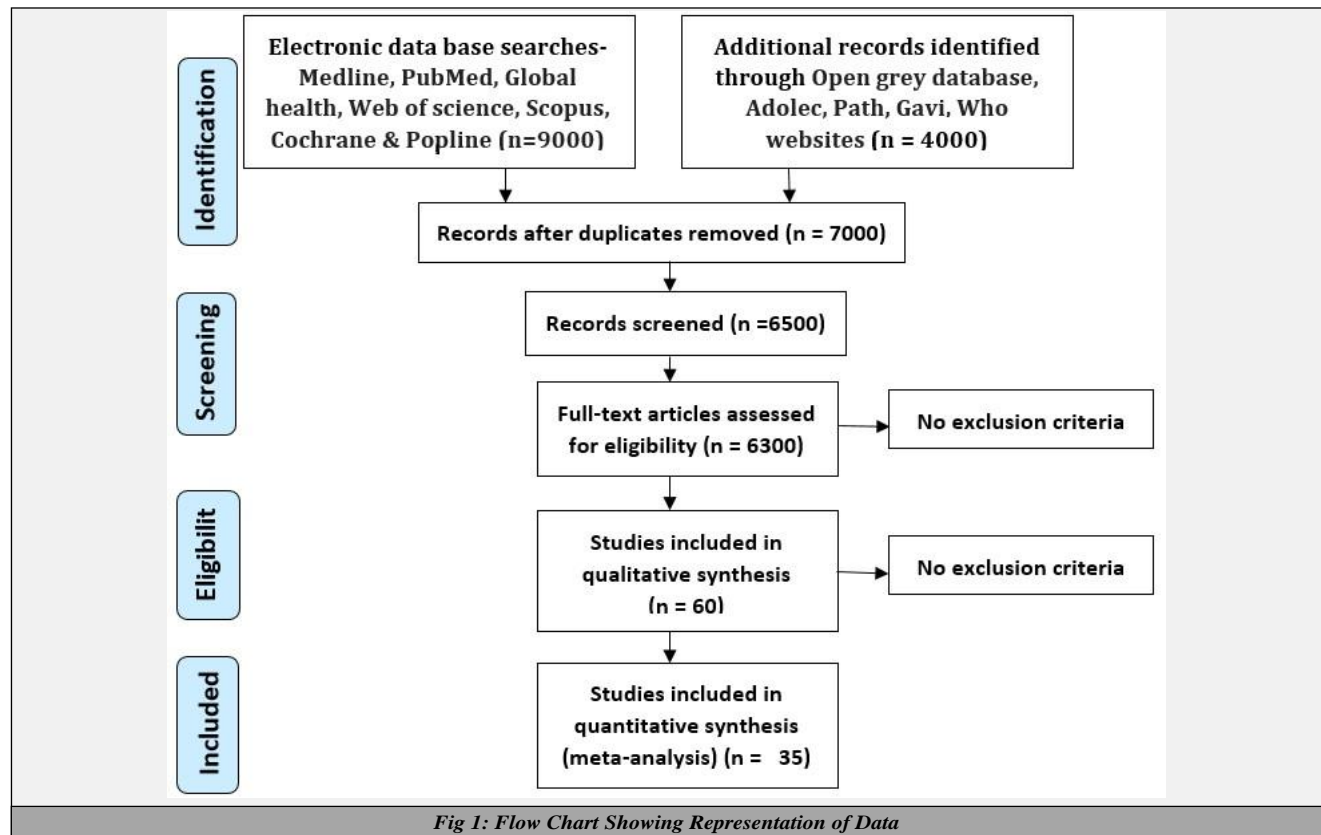 Identification
Electronic data base searches-
Medline, PubMed, Global
health, Web of science, Scopus,
Cochrane & Popline (n=9000)
Additional records identified
through Open grey database,
Adolec, Path, Gavi, Who
websites (n = 4000)
Records after duplicates removed (n = 7000)
Screening
Records screened (n =6500)
Full-text articles assessed
for eligibility (n = 6300)
No exclusion criteria
Eligibilit
Studies included in
qualitative synthesis
(n = 60)
No exclusion criteria
Included
Studies included in
quantitative synthesis
(meta-analysis) (n = 35)
Fig 1: Flow Chart Showing Representation of Data